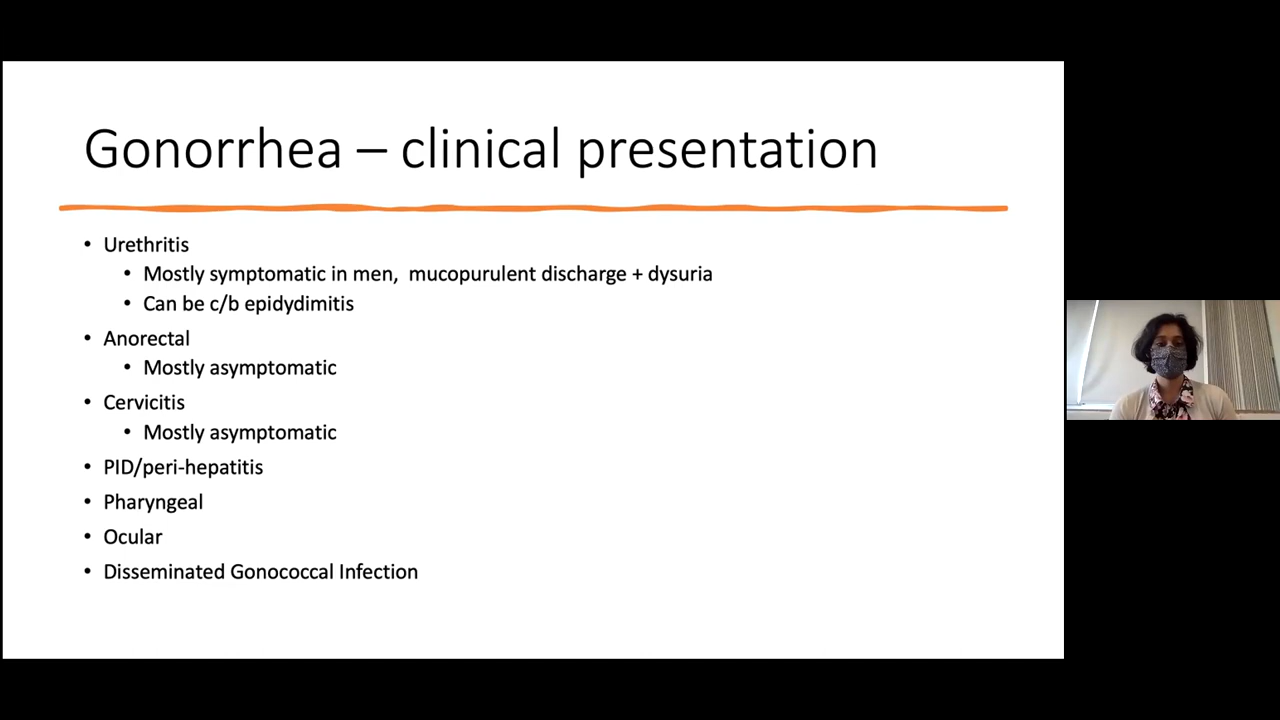 Gonorrhea – clinical presentation
• Urethritis
• Mostly symptomatic in men,  mucopurulent discharge + dysuria
• Can be c/b epidydimitis
• Anorectal
• Mostly asymptomatic
• Cervicitis
• Mostly asymptomatic
• PID/peri-hepatitis
• Pharyngeal
• Ocular
• Disseminated Gonococcal Infection